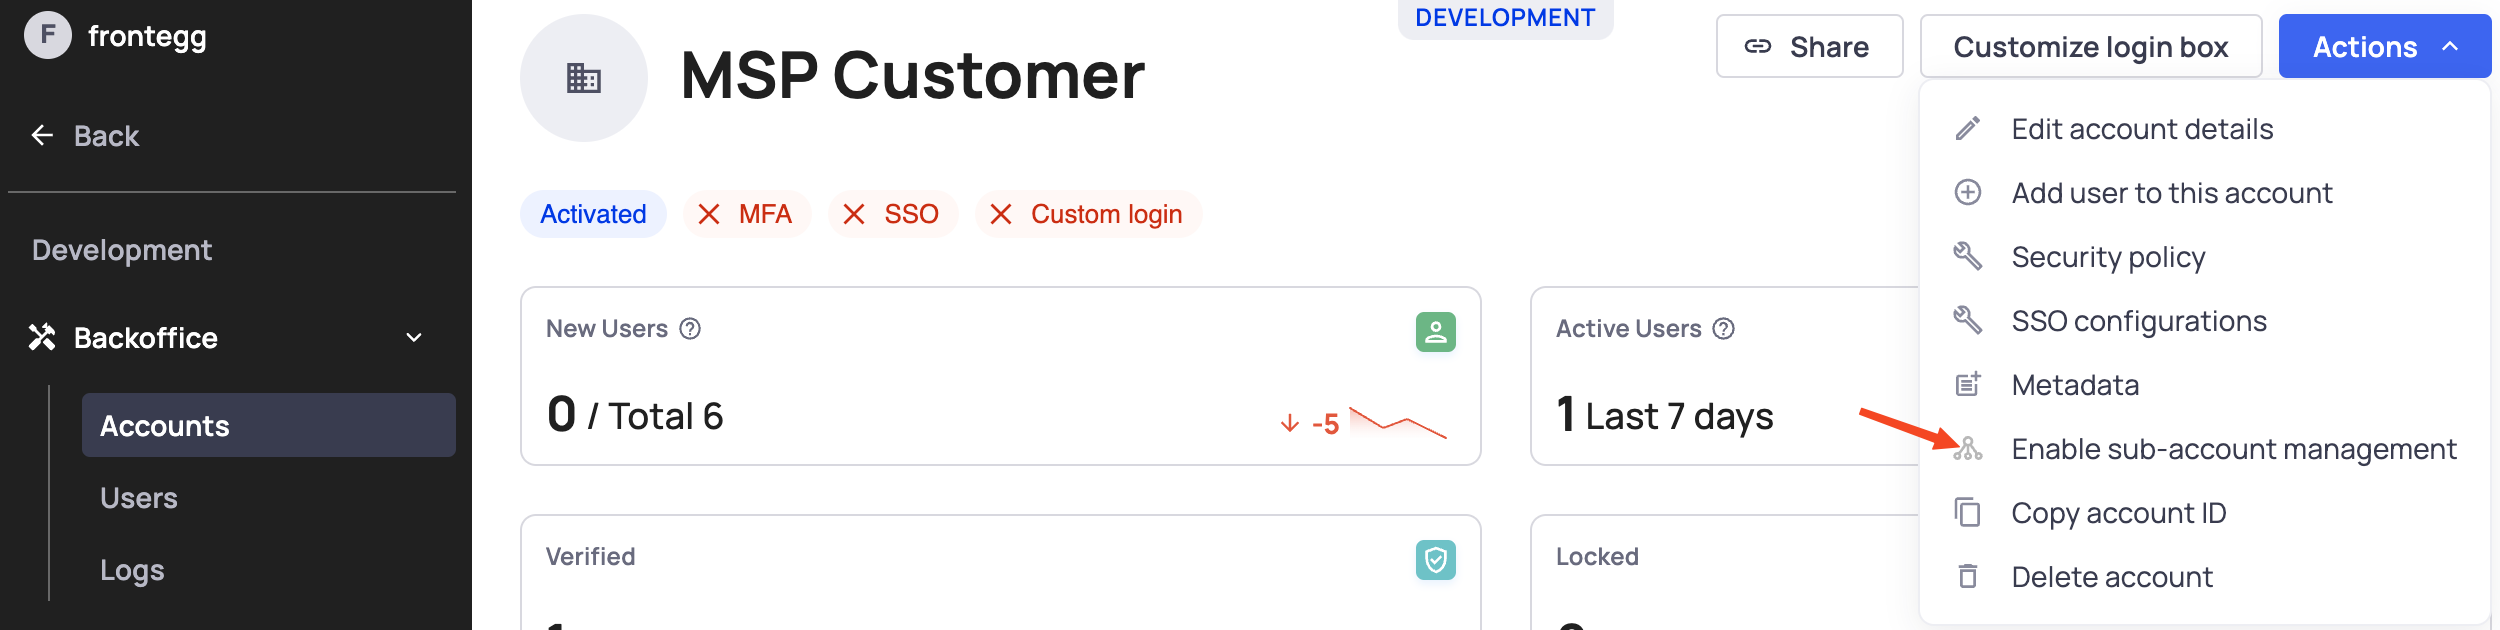 F frontegg
Back
Development
Backoffice
Accounts
Users
Logs
DEVELOPMENT
MSP Customer
Share
Customize login box
Actions
Activated
MFA
SSO
Custom login
New Users
0 / Total 6
-5
Active Users
1 Last 7 days
Verified
Locked
Edit account details
Add user to this account
Security policy
SSO configurations
Metadata
Enable sub-account management
Copy account ID
Delete account